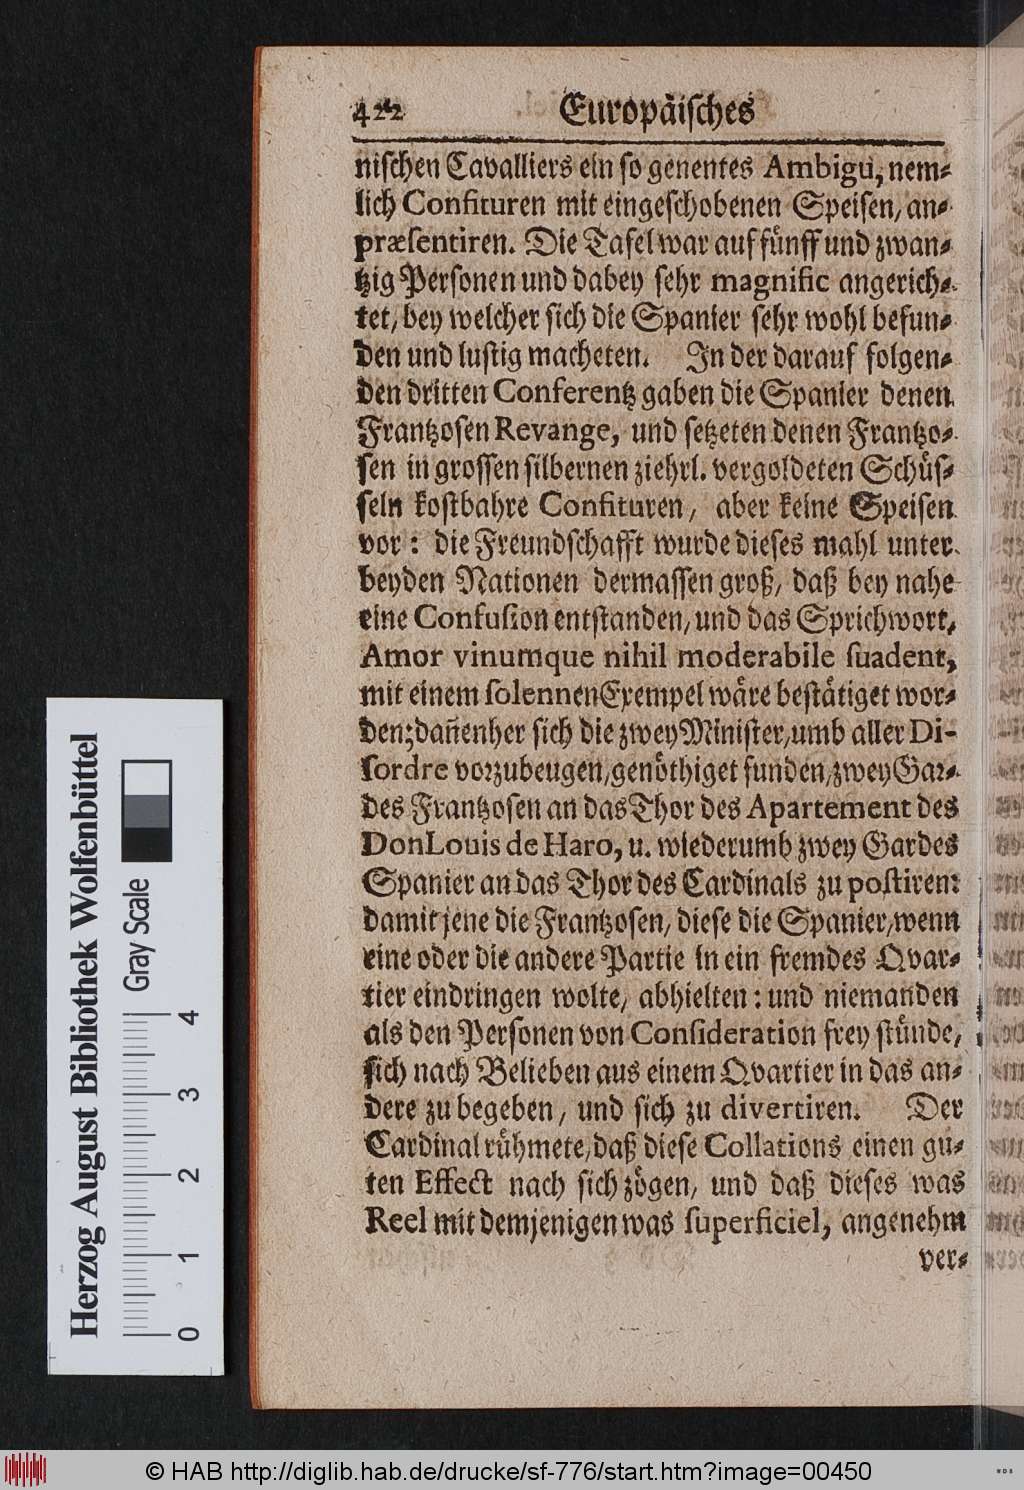 422 Europäiſches
niſchen Cavalliers ein ſo genentes Ambigu, nem-
lich Confituren mit eingeſchobenen Speiſen, an-
præſentiren. Die Tafel war auf fünff und zwan-
tzig Perſonen und dabey ſehr magnific angerich-
tet, bey welcher ſich die Spanier ſehr wohl befun-
den und luſtig macheten. In der darauf folgen-
den dritten Conferentz gaben die Spanier denen
Frantzoſen Revange, und ſetzeten denen Frantzo-
ſen in groſſen ſilbernen ziehrl. vergoldeten Schüſ-
ſeln koſtbahre Confituren, aber keine Speiſen
vor: die Freundſchafft wurde dieſes mahl unter
beyden Nationen dermaſſen groß, daß bey nahe
eine Confuſion entſtanden, und das Sprichwort,
Amor vinumque nihil moderabile ſuadent,
mit einem ſolennen Exempel wäre beſtätiget wor-
den; dañenher ſich die zwey Miniſter, umb aller Di-
ſordre vorzubeugen, genöthiget funden, zwey Gar-
des Frantzoſen an das Thor des Apartement des
Don Louis de Haro, u. wiederumb zwey Gardes
Spanier an das Thor des Cardinals zu poſtiren:
damit jene die Frantzoſen, dieſe die Spanier, wenn
eine oder die andere Partie in ein fremdes Qvar-
tier eindringen wolte, abhielten: und niemanden
als den Perſonen von Conſideration frey ſtünde,
ſich nach Belieben aus einem Qvartier in das an-
dere zu begeben, und ſich zu divertiren. Der
Cardinal rühmete, daß dieſe Collations einen gu-
ten Effect nach ſich zögen, und daß dieſes was
Reel mit demjenigen was ſuperficiel, angenehm
ver-
Herzog August Bibliothek Wolfenbüttel
Gray Scale
0 1 2 3 4
© HAB http://diglib.hab.de/drucke/sf-776/start.htm?image=00450